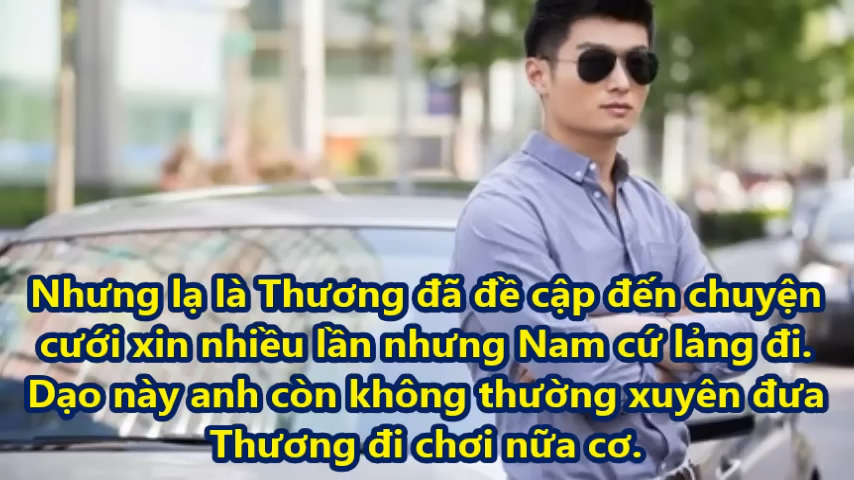 Nhưng lạ là Thương đã đề cập đến chuyện
cưới xin nhiều lần nhưng Nam cứ lảng đi.
Dạo này anh còn không thường xuyên đưa
Thương đi chơi nữa cơ.